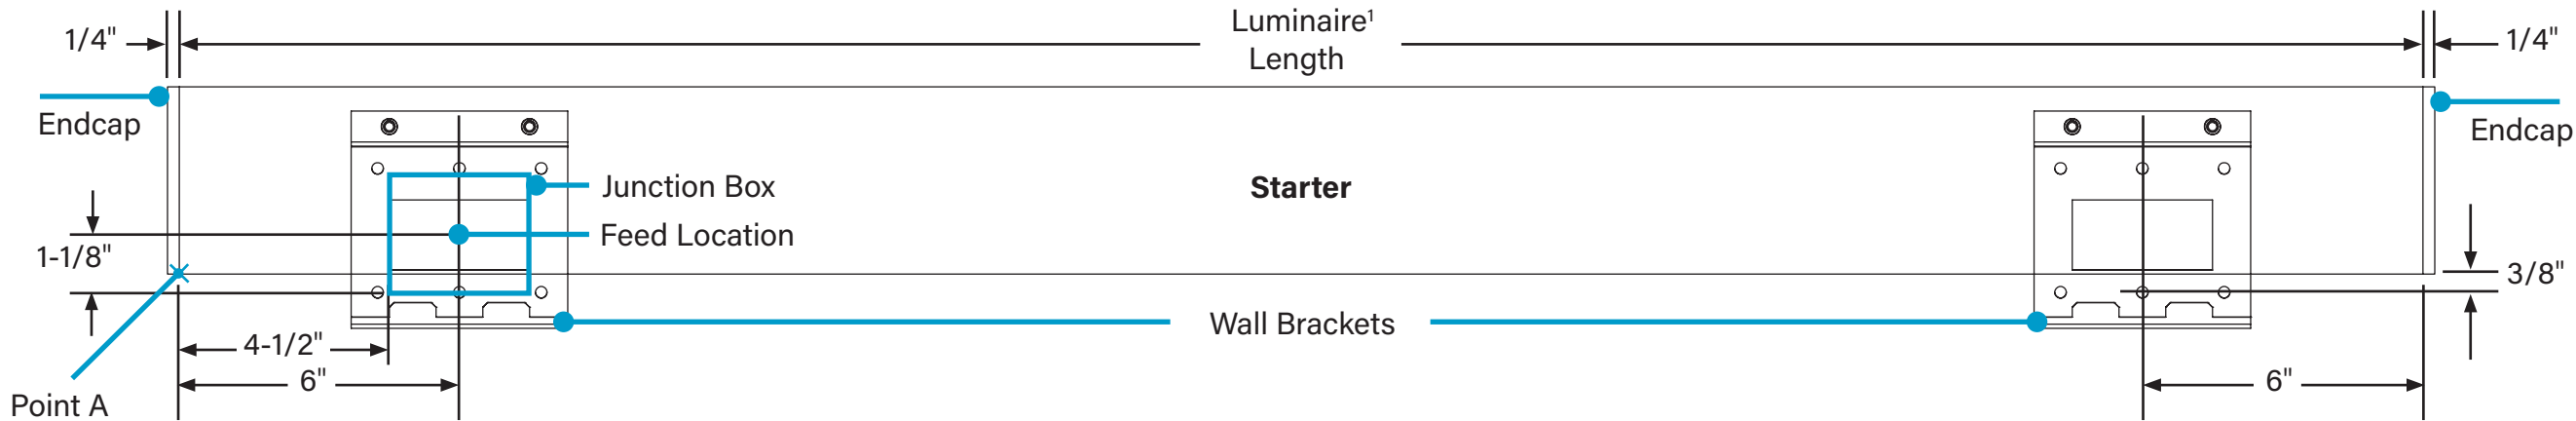 Luminaire¹
1/4" 1/4"
Length
Endcap Endcap
Junction Box Starter
Feed Location
1-1/8"
3/8"
Wall Brackets
4-1/2"
6" 6"
Point A